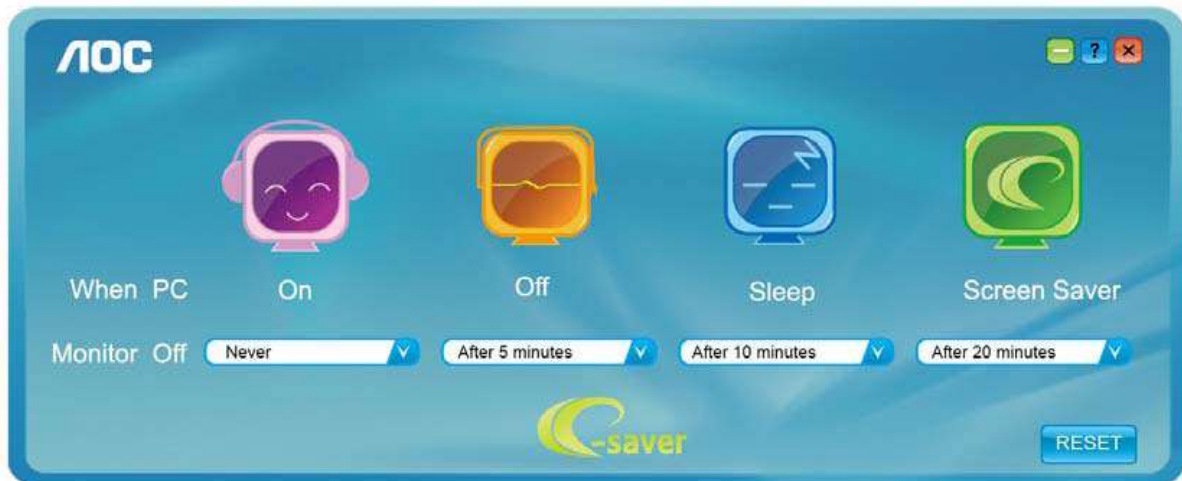 AOC
?
When PC On Off Sleep Screen Saver
Monitor Off Never After 5 minutes After 10 minutes After 20 minutes
e-saver
RESET